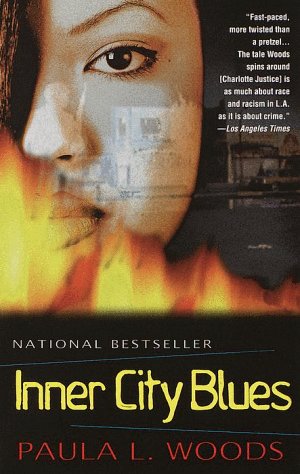 "Fast-paced,
more twisted than
a pretzel...
The tale Woods
spins around
[Charlotte Justice] is
as much about race
and racism in L.A.
as it is about crime."
—Los Angeles Times
NATIONAL BESTSELLER
Inner City Blues
PAULA L. WOODS